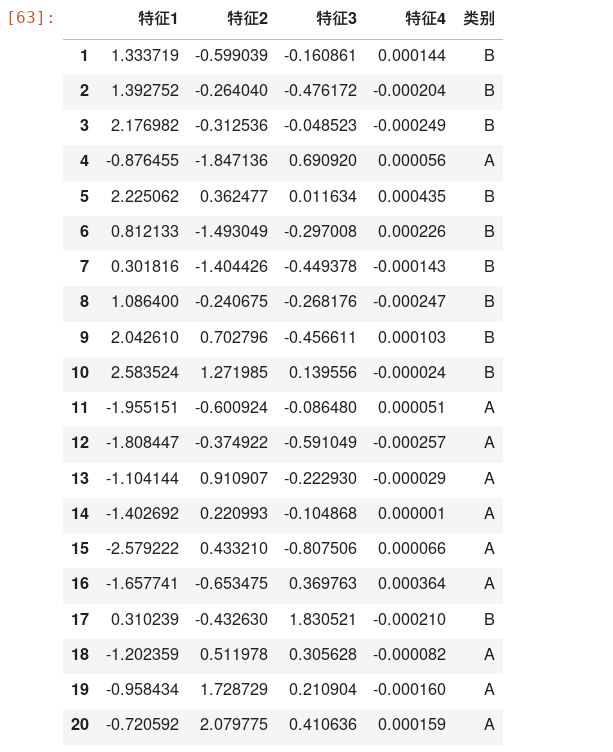 [63]: 特征1 特征2 特征3 特征4 类别
1 1.333719 -0.599039 -0.160861 0.000144 B
2 1.392752 -0.264040 -0.476172 -0.000204 B
3 2.176982 -0.312536 -0.048523 -0.000249 B
4 -0.876455 -1.847136 0.690920 0.000056 A
5 2.225062 0.362477 0.011634 0.000435 B
6 0.812133 -1.493049 -0.297008 0.000226 B
7 0.301816 -1.404426 -0.449378 -0.000143 B
8 1.086400 -0.240675 -0.268176 -0.000247 B
9 2.042610 0.702796 -0.456611 0.000103 B
10 2.583524 1.271985 0.139556 -0.000024 B
11 -1.955151 -0.600924 -0.086480 0.000051 A
12 -1.808447 -0.374922 -0.591049 -0.000257 A
13 -1.104144 0.910907 -0.222930 -0.000029 A
14 -1.402692 0.220993 -0.104868 0.000001 A
15 -2.579222 0.433210 -0.807506 0.000066 A
16 -1.657741 -0.653475 0.369763 0.000364 A
17 0.310239 -0.432630 1.830521 -0.000210 B
18 -1.202359 0.511978 0.305628 -0.000082 A
19 -0.958434 1.728729 0.210904 -0.000160 A
20 -0.720592 2.079775 0.410636 0.000159 A